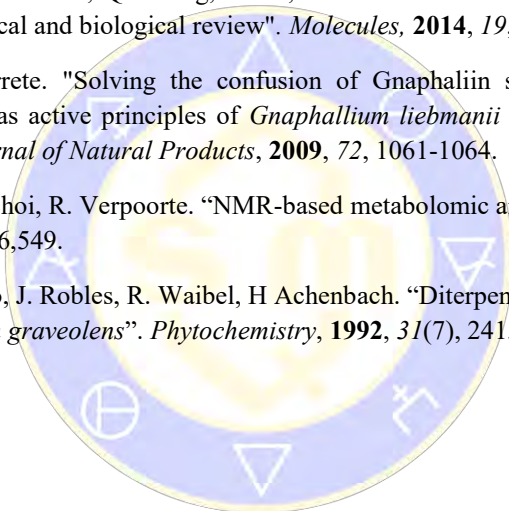 cal and biological review". Molecules, 2014, 19,
rrete. "Solving the confusion of Gnaphaliin s
as active principles of Gnaphallium liebmanii
rnal of Natural Products, 2009, 72, 1061-1064.
hoi, R. Verpoorte. “NMR-based metabolomic a
6,549.
, J. Robles, R. Waibel, H Achenbach. “Diterpen
graveolens”. Phytochemistry, 1992, 31(7), 241